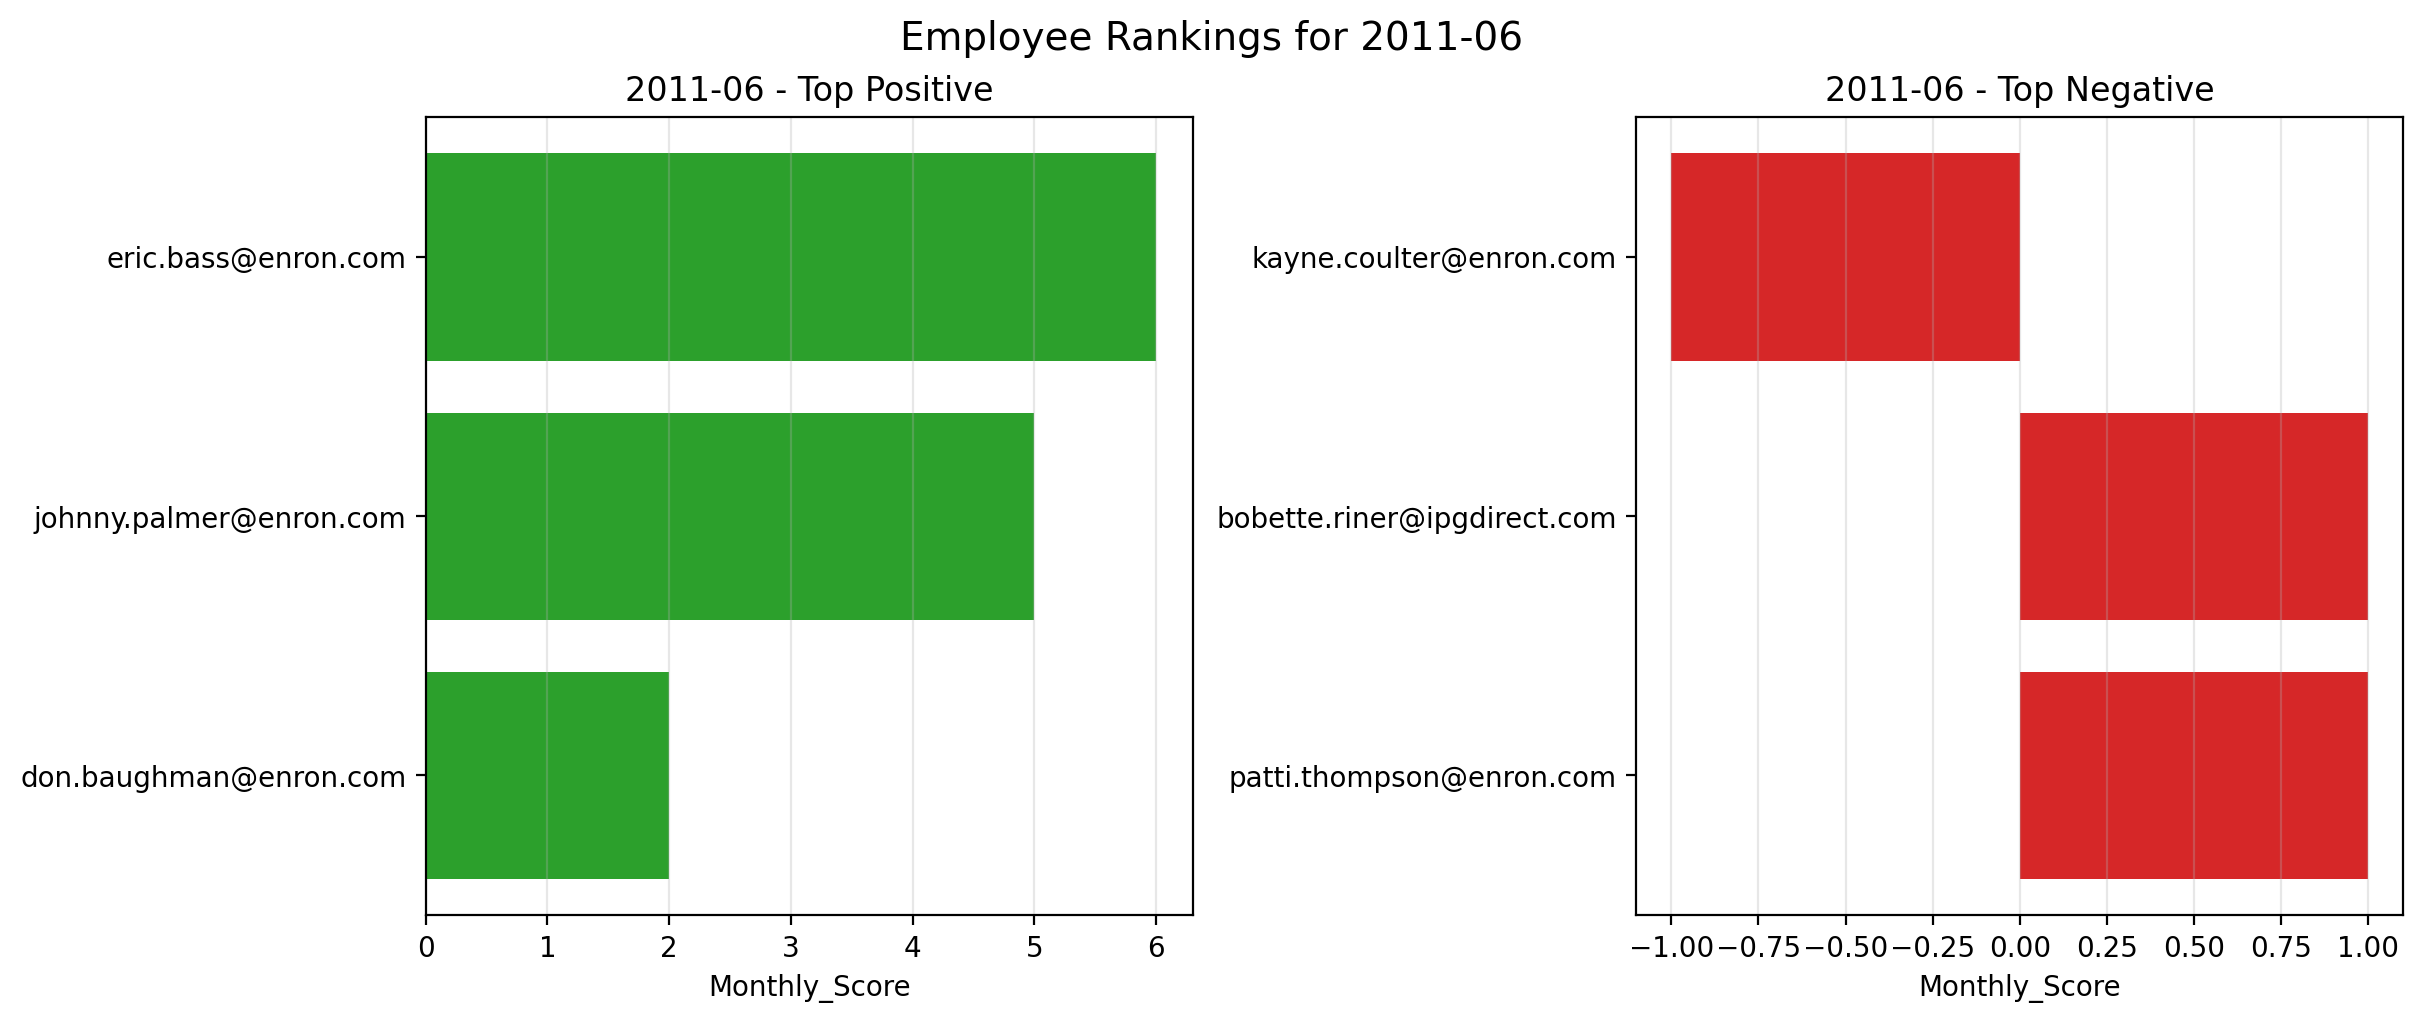 Employee Rankings for 2011-06
2011-06 - Top Positive
eric.bass@enron.com
johnny.palmer@enron.com
don.baughman@enron.com
0 1 2 3 4 5 6
Monthly_Score
2011-06 - Top Negative
kayne.coulter@enron.com
bobette.riner@ipgdirect.com
patti.thompson@enron.com
−1.00 −0.75 −0.50 −0.25 0.00 0.25 0.50 0.75 1.00
Monthly_Score